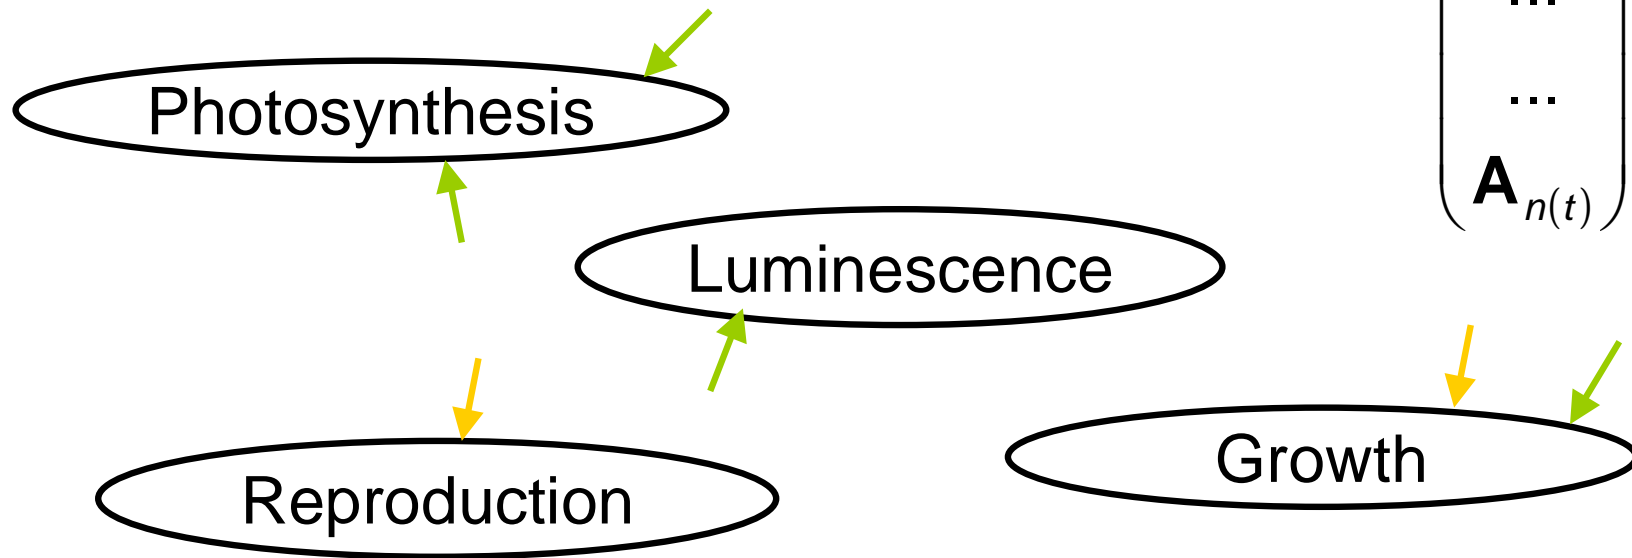 ...
Photosynthesis
...
A n(t)
Luminescence
Growth
Reproduction